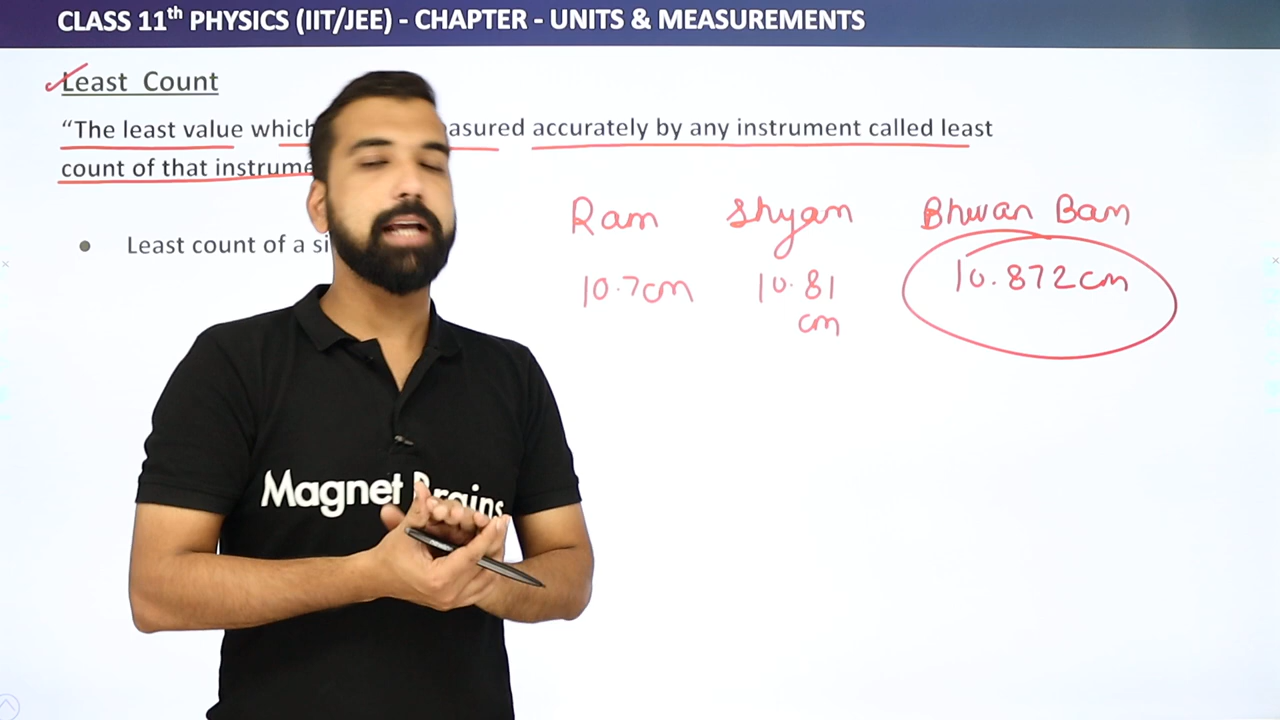 CLASS 11th PHYSICS (IIT/JEE) - CHAPTER - UNITS & MEASUREMENTS
Least Count
“The least value which asured accurately by any instrument called least
count of that instrume
Ram Shyam Bhuvan Bam
• Least count of a si
10.7cm 10.81 10.872cm
cm
Magnet Brains